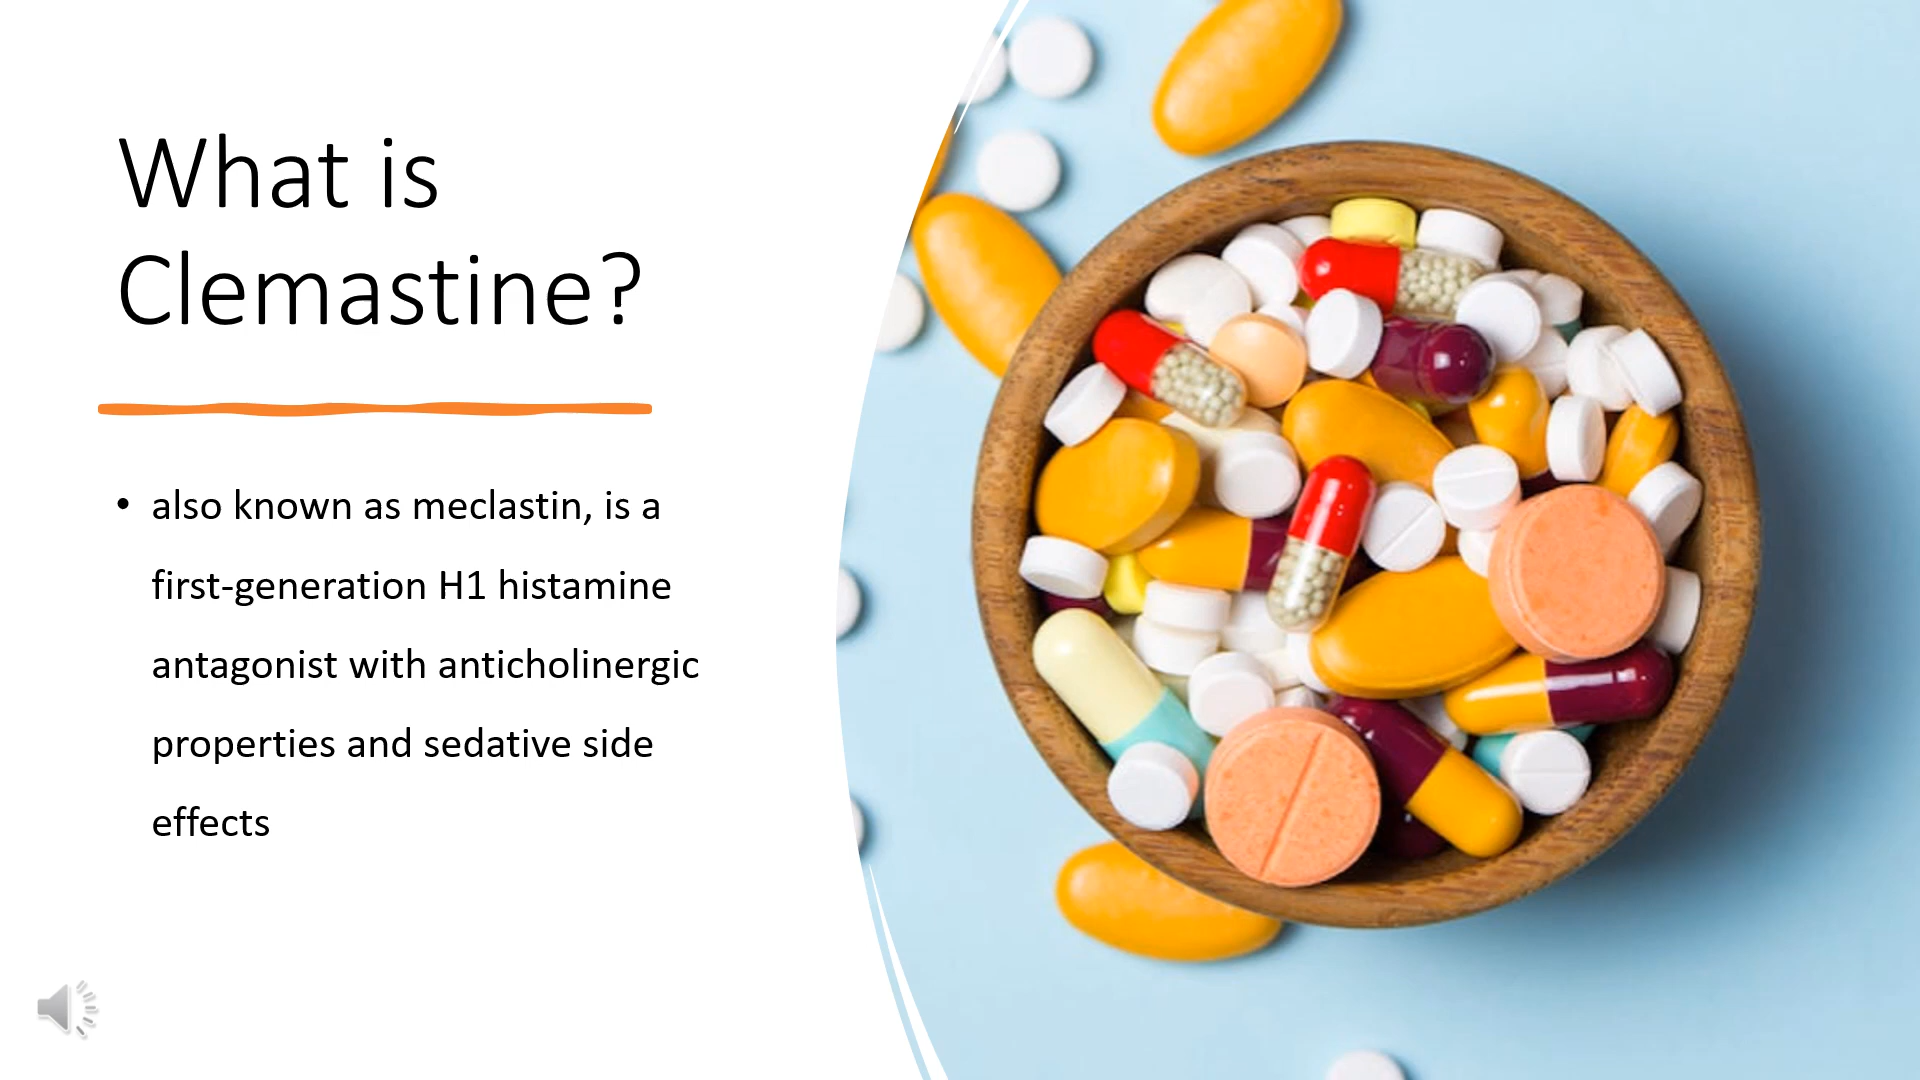 What is
Clemastine?
• also known as meclastin, is a
first-generation H1 histamine
antagonist with anticholinergic
properties and sedative side
effects